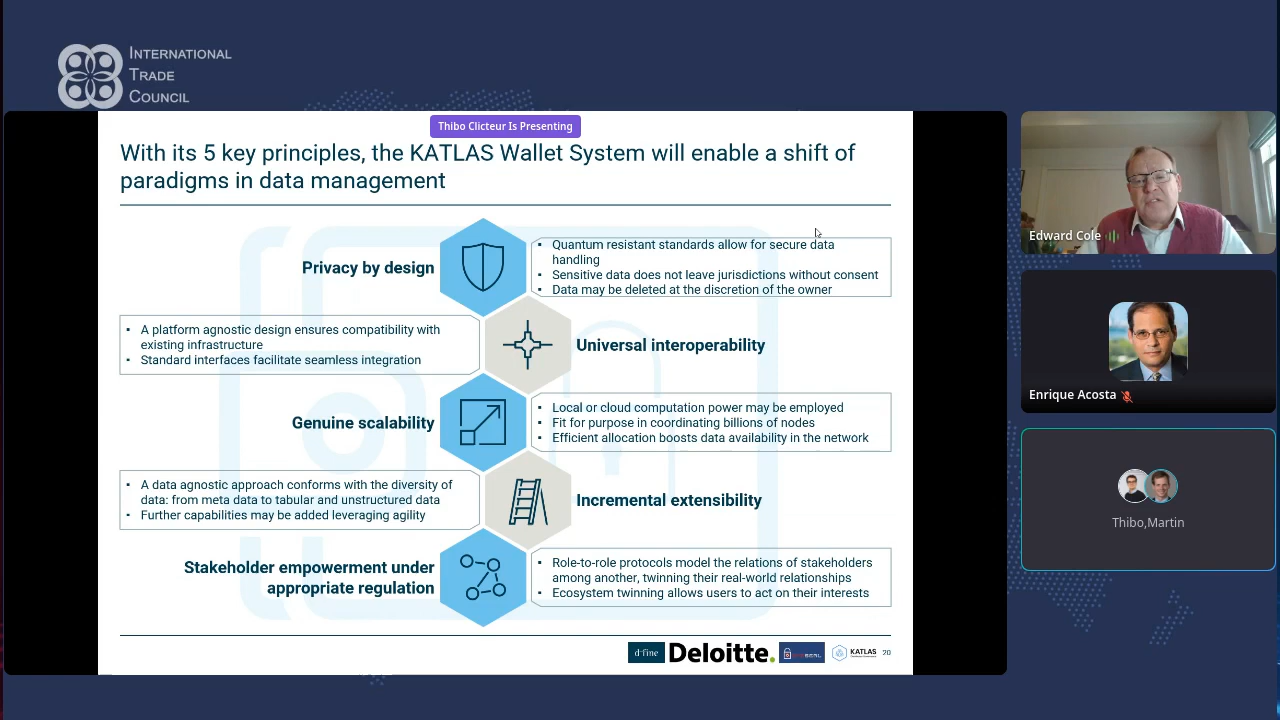 INTERNATIONAL
TRADE
COUNCIL
Thibo Clicteur Is Presenting
With its 5 key principles, the KATLAS Wallet System will enable a shift of
paradigms in data management
Privacy by design
▪ Quantum resistant standards allow for secure data
handling
▪ Sensitive data does not leave jurisdictions without consent
▪ Data may be deleted at the discretion of the owner
▪ A platform agnostic design ensures compatibility with
existing infrastructure
▪ Standard interfaces facilitate seamless integration
Universal interoperability
Genuine scalability
▪ Local or cloud computation power may be employed
▪ Fit for purpose in coordinating billions of nodes
▪ Efficient allocation boosts data availability in the network
▪ A data agnostic approach conforms with the diversity of
data: from meta data to tabular and unstructured data
▪ Further capabilities may be added leveraging agility
Incremental extensibility
Stakeholder empowerment under
appropriate regulation
▪ Role-to-role protocols model the relations of stakeholders
among another, twinning their real-world relationships
▪ Ecosystem twinning allows users to act on their interests
d-fine
Deloitte.
KATLAS
20
Edward Cole
Enrique Acosta
Thibo,Martin